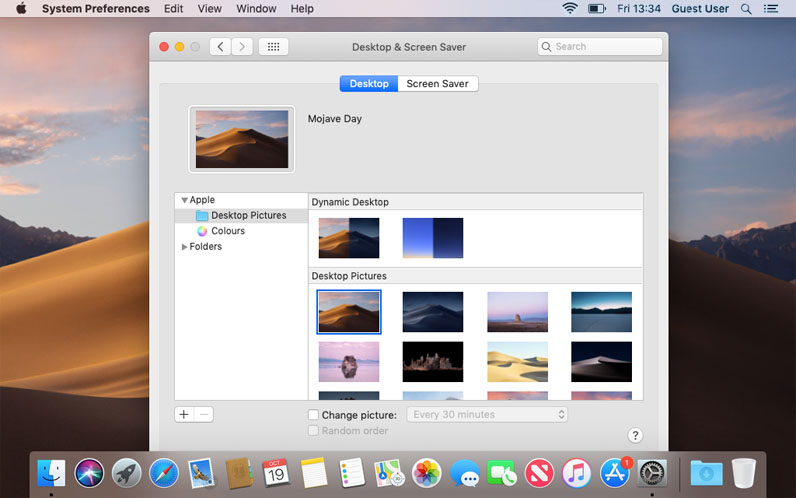 System Preferences Edit View Window Help Fri 13:34 Guest User
Desktop & Screen Saver Search
Desktop Screen Saver
Mojave Day
Apple
Desktop Pictures
Colours
Folders
Dynamic Desktop
Desktop Pictures
+ − Change picture: Every 30 minutes
Random order
?
OCT
19
1